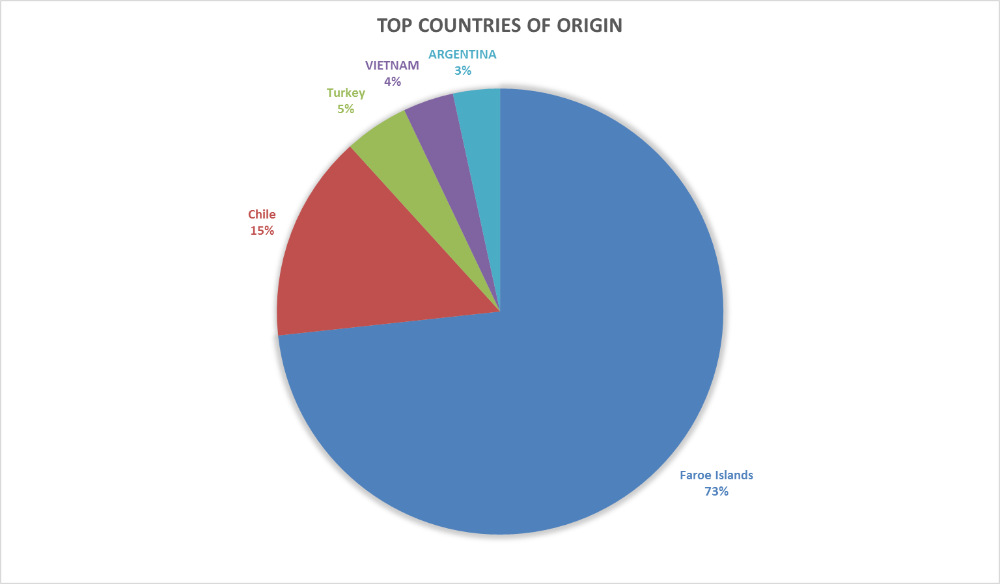 TOP COUNTRIES OF ORIGIN
ARGENTINA
3%
VIETNAM
4%
Turkey
5%
Chile
15%
Faroe Islands
73%